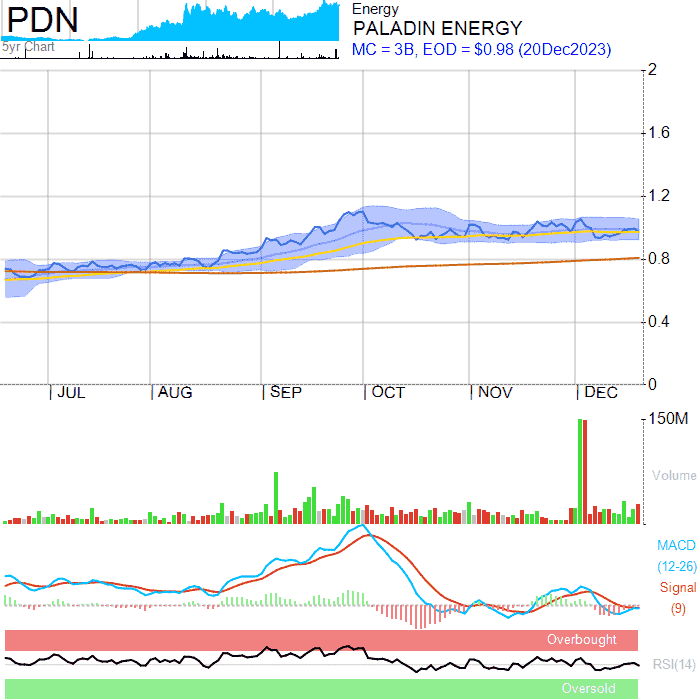 PDN
5yr Chart
Energy
PALADIN ENERGY
MC = 3B, EOD = $0.98 (20Dec2023)
2
1.6
1.2
0.8
0.4
0
JUL AUG SEP OCT NOV DEC
150M
Volume
MACD
(12-26)
Signal
(9)
Overbought
RSI(14)
Oversold